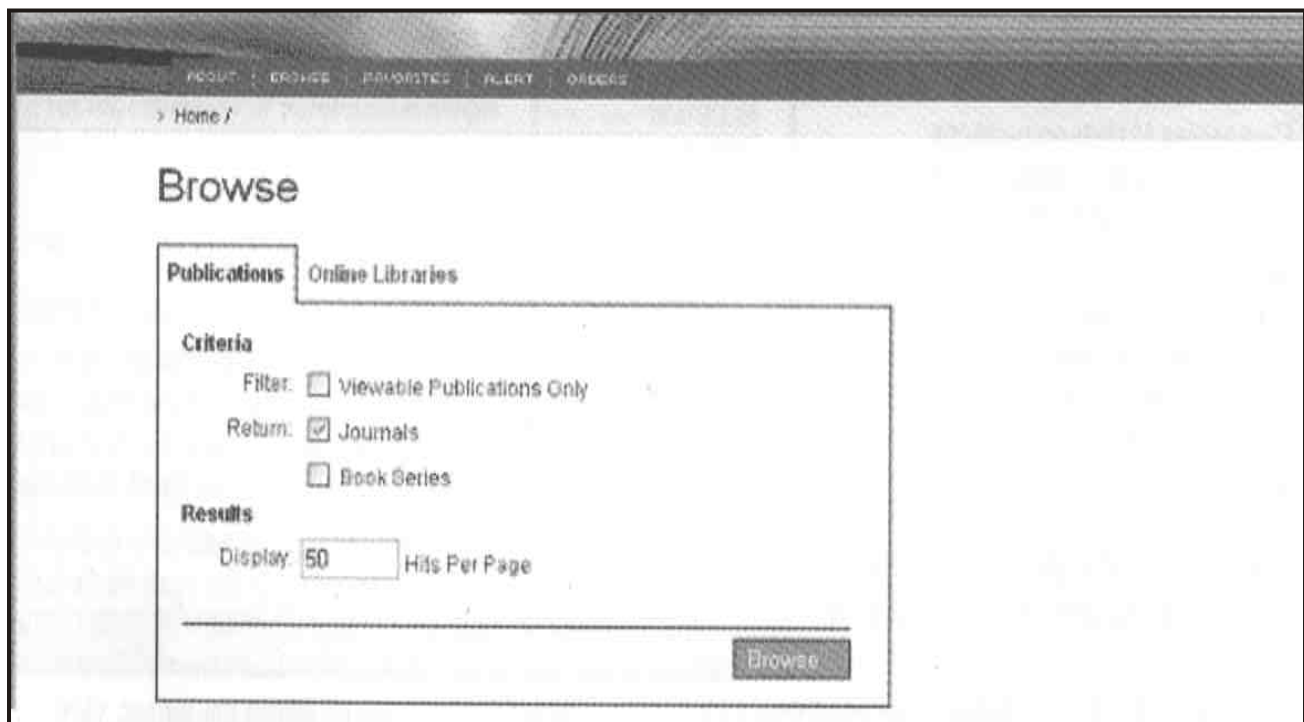 ABOUT | BROWSE | FAVORITES | ALERT | ORDERS
> Home /
Browse
Publications Online Libraries
Criteria
Filter: Viewable Publications Only
Return: Journals
Book Series
Results
Display: 50 Hits Per Page
Browse